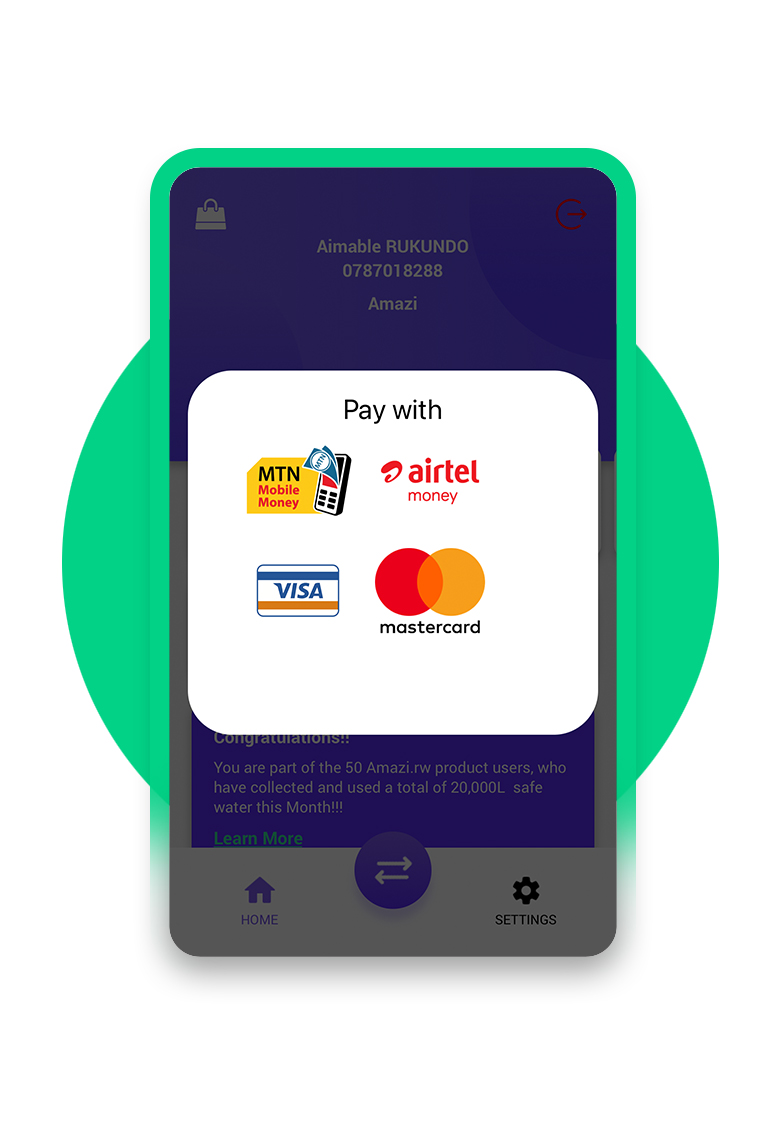 Aimable RUKUNDO
0787018288
Amazi
Pay with
MTN
Mobile
Money
MTN
airtel
money
VISA
mastercard
Congratulations!!
You are part of the 50 Amazi.rw product users, who
have collected and used a total of 20,000L  safe
water this Month!!!
Learn More
HOME
SETTINGS